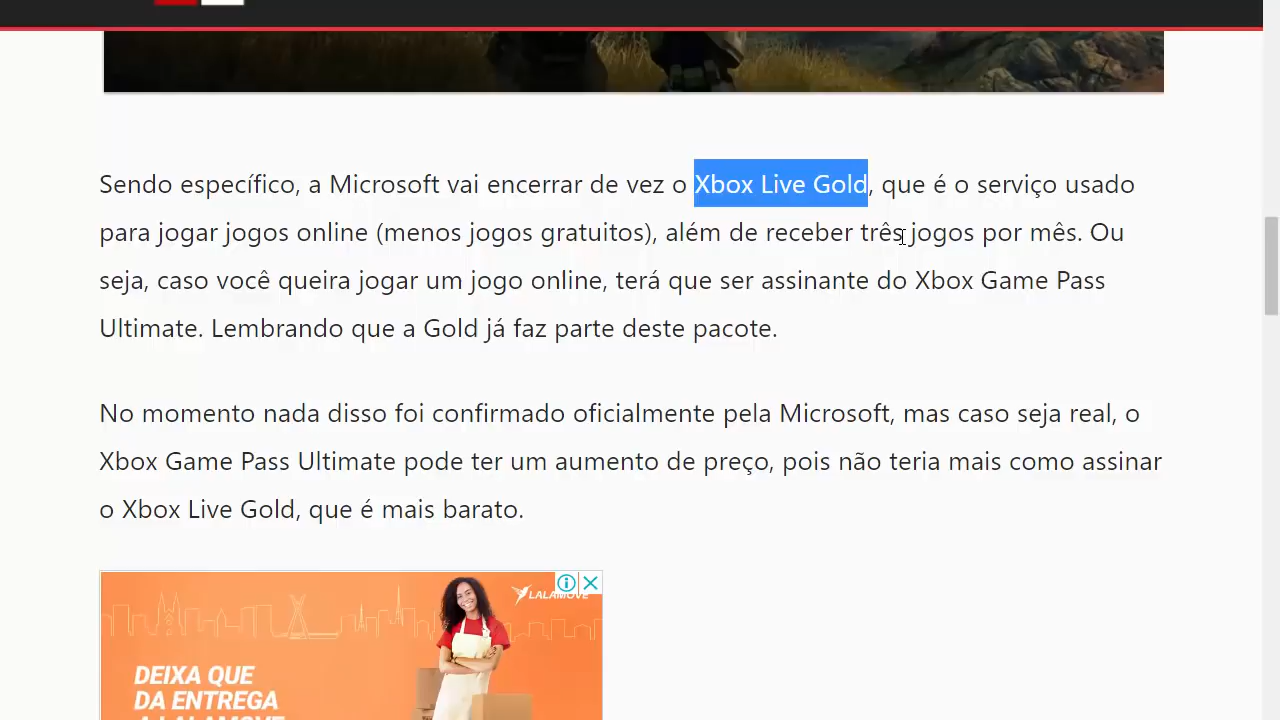 Sendo específico, a Microsoft vai encerrar de vez o Xbox Live Gold, que é o serviço usado
para jogar jogos online (menos jogos gratuitos), além de receber três jogos por mês. Ou
seja, caso você queira jogar um jogo online, terá que ser assinante do Xbox Game Pass
Ultimate. Lembrando que a Gold já faz parte deste pacote.
No momento nada disso foi confirmado oficialmente pela Microsoft, mas caso seja real, o
Xbox Game Pass Ultimate pode ter um aumento de preço, pois não teria mais como assinar
o Xbox Live Gold, que é mais barato.
LALAMOVE
DEIXA QUE
DA ENTREGA
A LALAMOVE